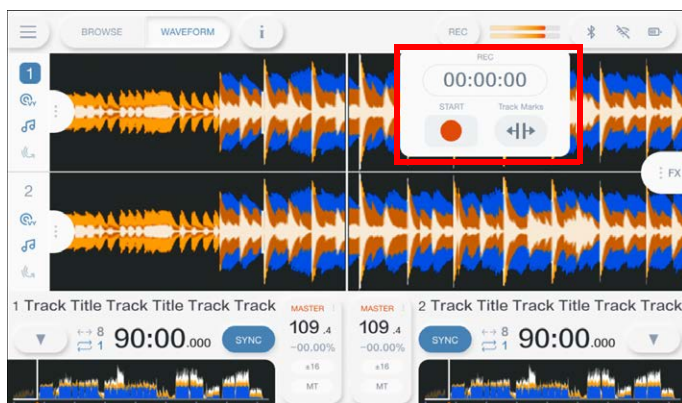 BROWSE WAVEFORM i REC
REC
00:00:00
START Track Marks
1
FX
2
1 Track Title Track Title Track Track
MASTER MASTER
2 Track Title Track Title Track Track
↔ 8
1
90:00.000
SYNC
109.4
-00.00%
±16
MT
109.4
-00.00%
±16
MT
SYNC
↔ 8
1
90:00.000